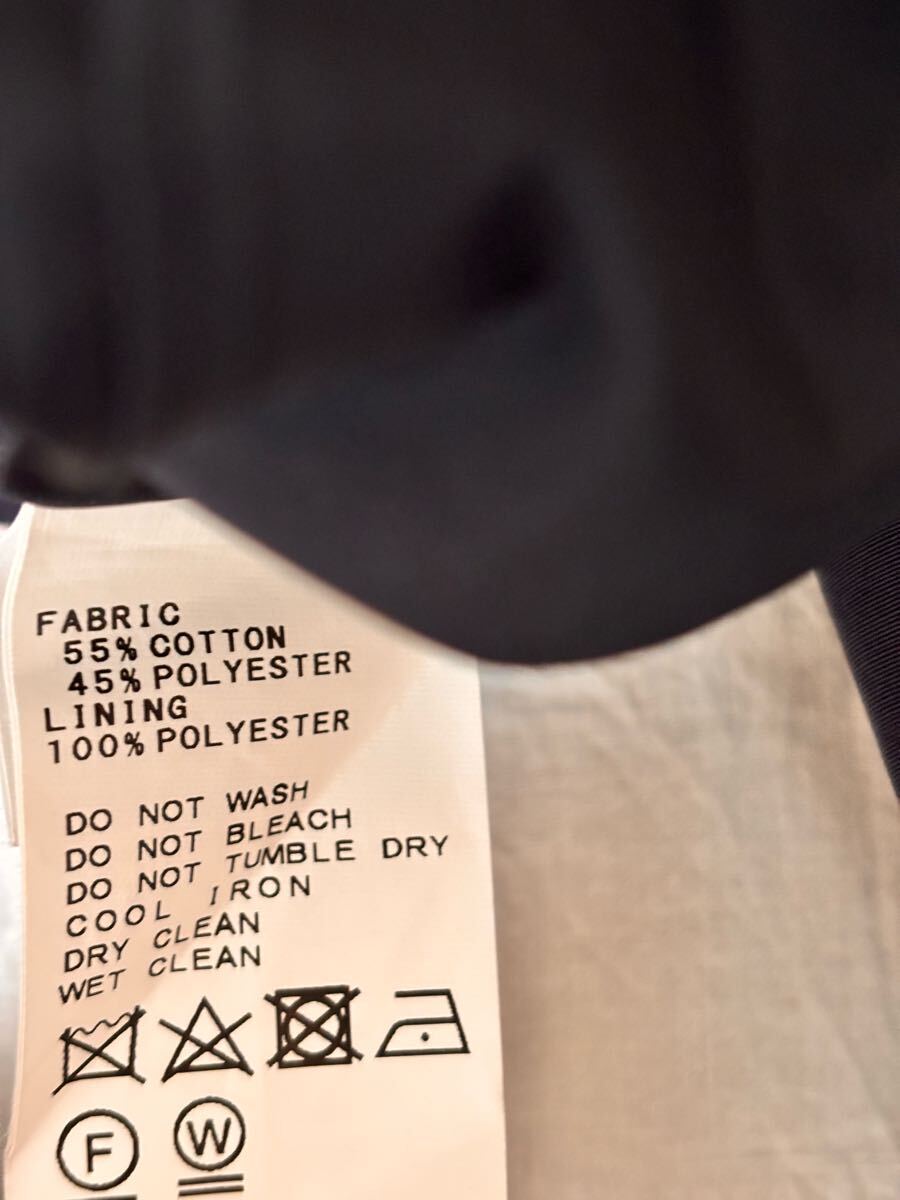 FABRIC
55% COTTON
45% POLYESTER
LINING
100% POLYESTER
DO NOT WASH
DO NOT BLEACH
DO NOT TUMBLE DRY
COOL IRON
DRY CLEAN
WET CLEAN
F W